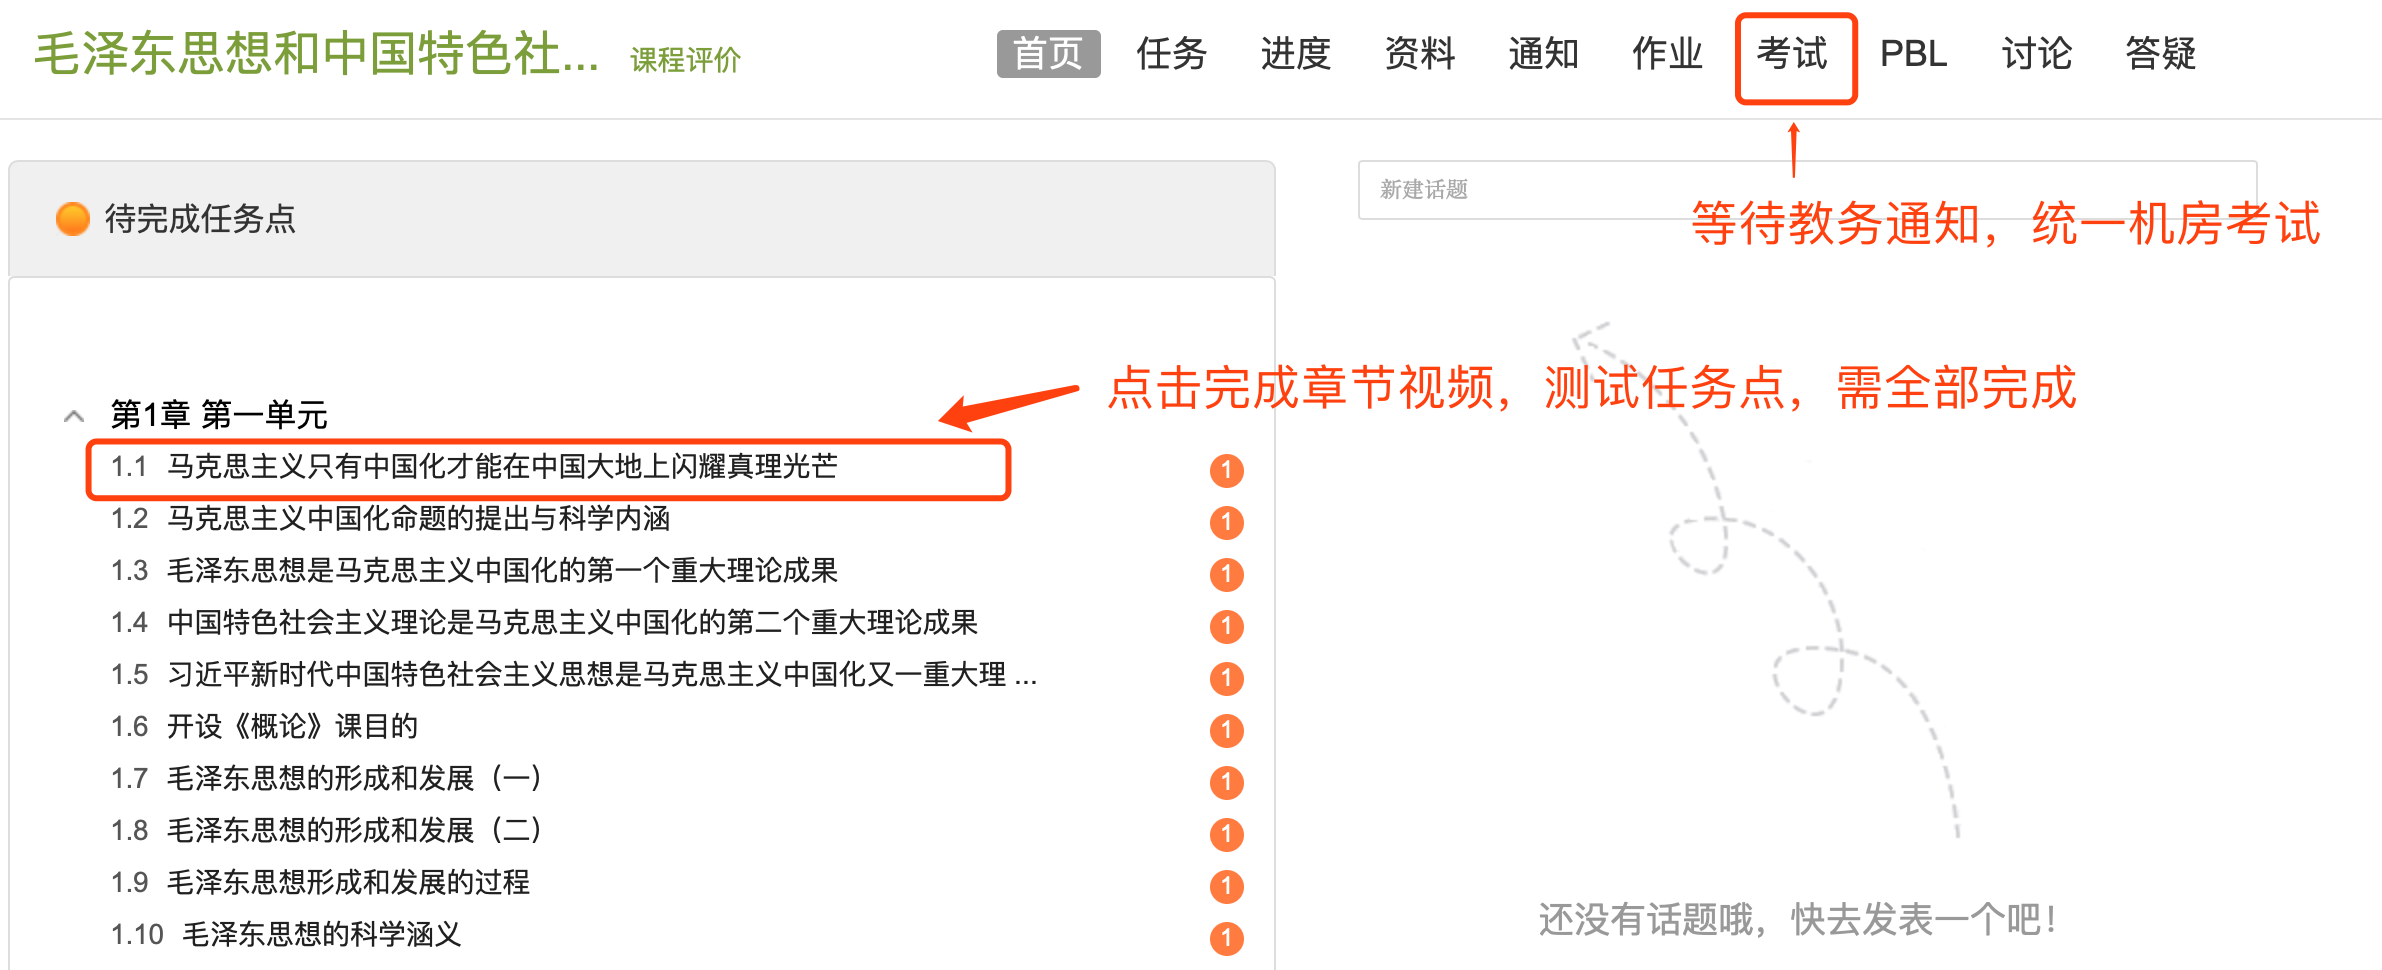 毛泽东思想和中国特色社... 课程评价
首页 任务 进度 资料 通知 作业 考试 PBL 讨论 答疑
待完成任务点
新建话题
等待教务通知，统一机房考试
点击完成章节视频，测试任务点，需全部完成
第1章 第一单元
1.1 马克思主义只有中国化才能在中国大地上闪耀真理光芒 1
1.2 马克思主义中国化命题的提出与科学内涵 1
1.3 毛泽东思想是马克思主义中国化的第一个重大理论成果 1
1.4 中国特色社会主义理论是马克思主义中国化的第二个重大理论成果 1
1.5 习近平新时代中国特色社会主义思想是马克思主义中国化又一重大理 ... 1
1.6 开设《概论》课目的 1
1.7 毛泽东思想的形成和发展（一） 1
1.8 毛泽东思想的形成和发展（二） 1
1.9 毛泽东思想形成和发展的过程 1
1.10 毛泽东思想的科学涵义 1
还没有话题哦，快去发表一个吧！